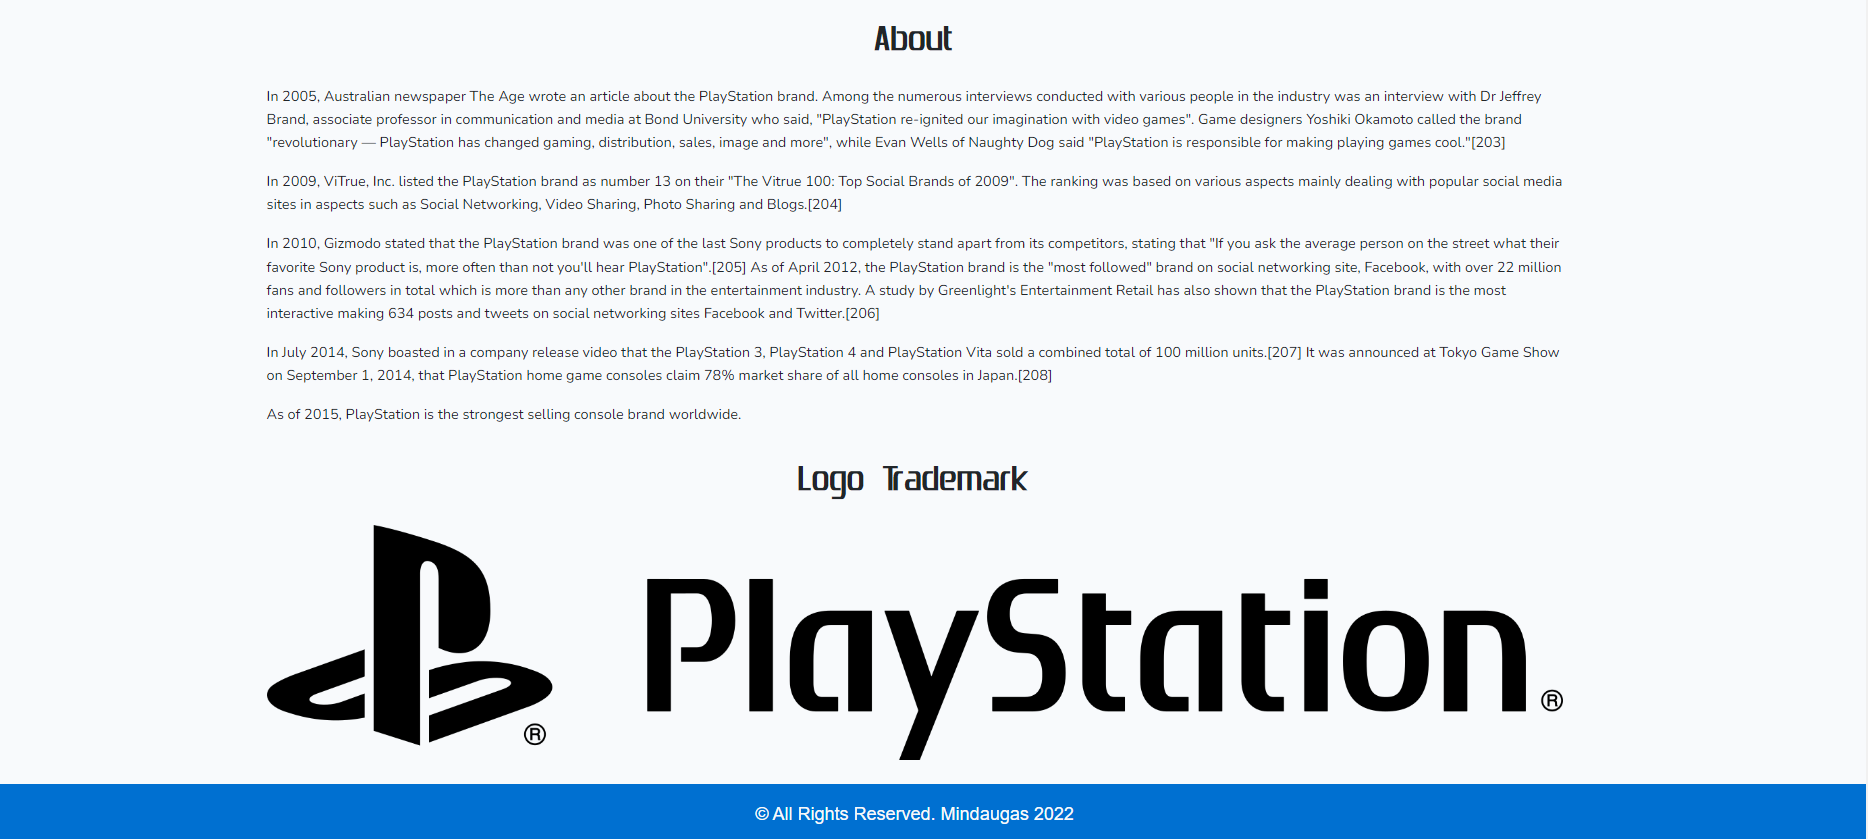 About
In 2005, Australian newspaper The Age wrote an article about the PlayStation brand. Among the numerous interviews conducted with various people in the industry was an interview with Dr Jeffrey
Brand, associate professor in communication and media at Bond University who said, "PlayStation re-ignited our imagination with video games". Game designers Yoshiki Okamoto called the brand
"revolutionary — PlayStation has changed gaming, distribution, sales, image and more", while Evan Wells of Naughty Dog said "PlayStation is responsible for making playing games cool."[203]
In 2009, ViTrue, Inc. listed the PlayStation brand as number 13 on their "The Vitrue 100: Top Social Brands of 2009". The ranking was based on various aspects mainly dealing with popular social media
sites in aspects such as Social Networking, Video Sharing, Photo Sharing and Blogs.[204]
In 2010, Gizmodo stated that the PlayStation brand was one of the last Sony products to completely stand apart from its competitors, stating that "If you ask the average person on the street what their
favorite Sony product is, more often than not you'll hear PlayStation".[205] As of April 2012, the PlayStation brand is the "most followed" brand on social networking site, Facebook, with over 22 million
fans and followers in total which is more than any other brand in the entertainment industry. A study by Greenlight's Entertainment Retail has also shown that the PlayStation brand is the most
interactive making 634 posts and tweets on social networking sites Facebook and Twitter.[206]
In July 2014, Sony boasted in a company release video that the PlayStation 3, PlayStation 4 and PlayStation Vita sold a combined total of 100 million units.[207] It was announced at Tokyo Game Show
on September 1, 2014, that PlayStation home game consoles claim 78% market share of all home consoles in Japan.[208]
As of 2015, PlayStation is the strongest selling console brand worldwide.
Logo Trademark
® PlayStation®
© All Rights Reserved. Mindaugas 2022